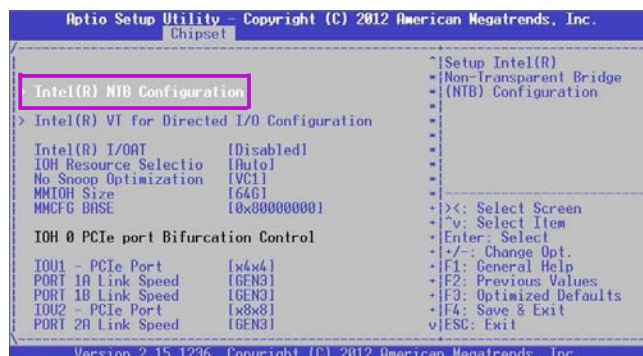 Aptio Setup Utility - Copyright (C) 2012 American Megatrends, Inc.
Chipset
> Intel(R) NTB Configuration
> Intel(R) VT for Directed I/O Configuration
Intel(R) I/OAT [Disabled]
IOH Resource Selectio [Auto]
No Snoop Optimization [VC1]
MMIOH Size [64G]
MMCFG BASE [0x80000000]
IOH 0 PCIe port Bifurcation Control
IOU1 - PCIe Port [x4x4]
PORT 1A Link Speed [GEN3]
PORT 1B Link Speed [GEN3]
IOU2 - PCIe Port [x8x8]
PORT 2A Link Speed [GEN3]
Setup Intel(R)
Non-Transparent Bridge
(NTB) Configuration
><: Select Screen
^v: Select Item
Enter: Select
+/-: Change Opt.
F1: General Help
F2: Previous Values
F3: Optimized Defaults
F4: Save & Exit
ESC: Exit
Version 2.15.1236. Copyright (C) 2012 American Megatrends, Inc.